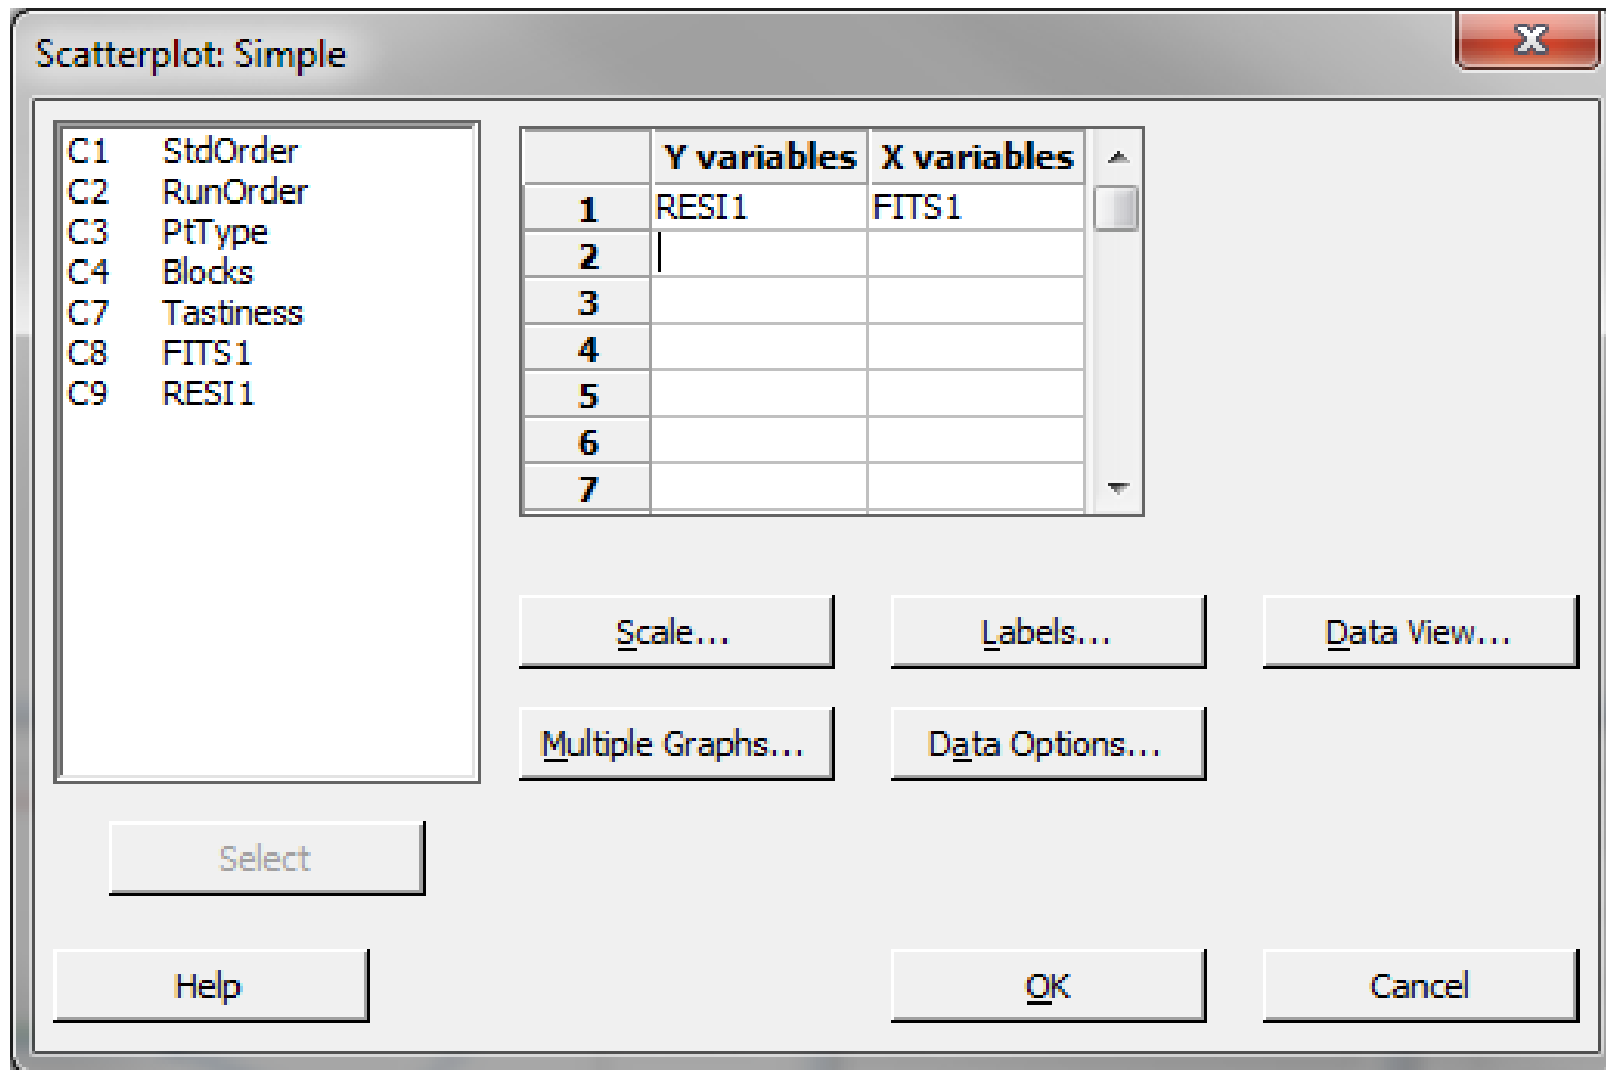 Scatterplot: Simple
x
C1 StdOrder
C2 RunOrder
C3 PtType
C4 Blocks
C7 Tastiness
C8 FITS1
C9 RESI1
Y variables X variables
1 RESI1 FITS1
2
3
4
5
6
7
Scale... Labels... Data View...
Multiple Graphs... Data Options...
Select
Help OK Cancel